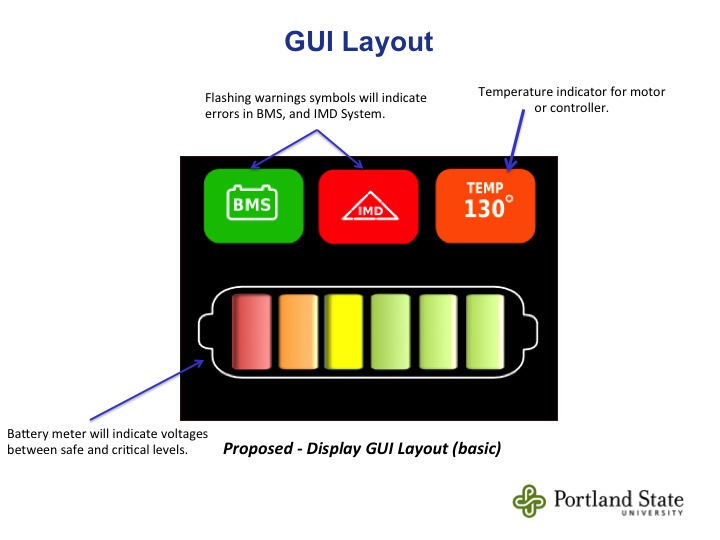 GUI Layout
Flashing warnings symbols will indicate
errors in BMS, and IMD System.
Temperature indicator for motor
or controller.
BMS
IMD
TEMP
130°
Battery meter will indicate voltages
between safe and critical levels.
Proposed - Display GUI Layout (basic)
Portland State
UNIVERSITY